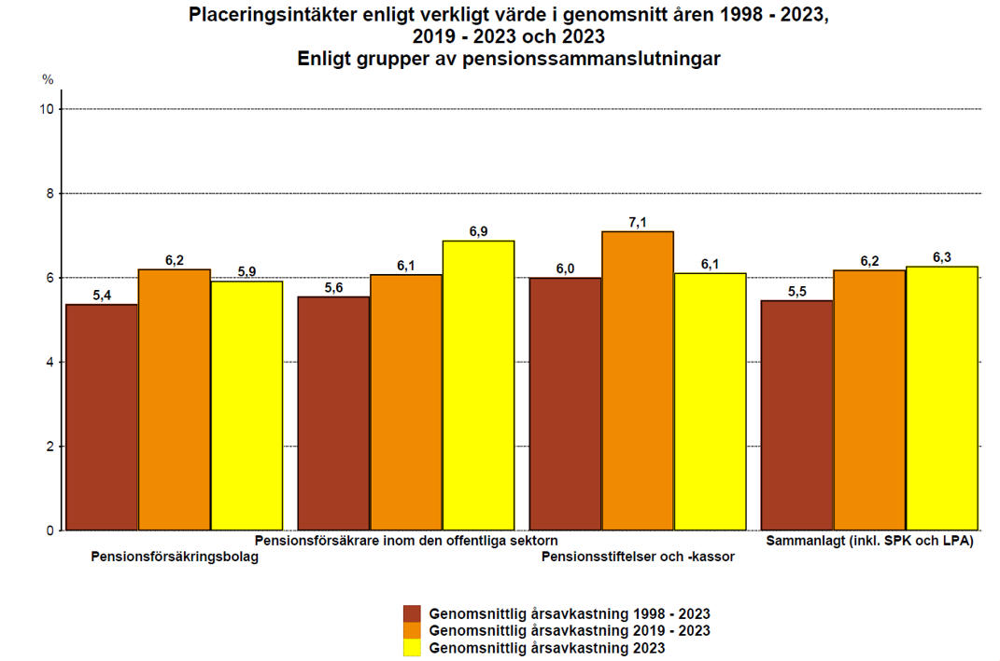 Placeringsintäkter enligt verkligt värde i genomsnitt åren 1998 - 2023,
2019 - 2023 och 2023
Enligt grupper av pensionssammanslutningar
%
10
8
6
4
2
0
5,4
6,2
5,9
5,6
6,1
6,9
6,0
7,1
6,1
5,5
6,2
6,3
Pensionsförsäkringsbolag
Pensionsförsäkrare inom den offentliga sektorn
Pensionsstiftelser och -kassor
Sammanlagt (inkl. SPK och LPA)
Genomsnittlig årsavkastning 1998 - 2023
Genomsnittlig årsavkastning 2019 - 2023
Genomsnittlig årsavkastning 2023